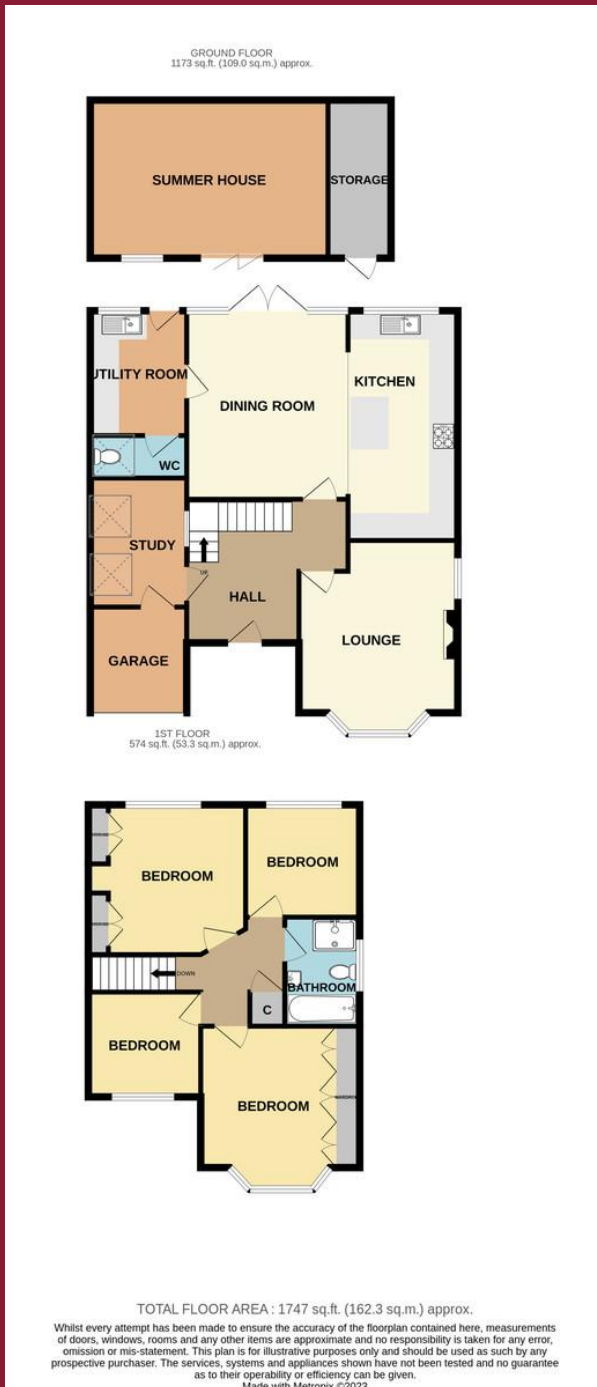 GROUND FLOOR
1173 sq.ft. (109.0 sq.m.) approx.
SUMMER HOUSE
STORAGE
UTILITY ROOM
KITCHEN
DINING ROOM
WC
STUDY
UP
HALL
LOUNGE
GARAGE
1ST FLOOR
574 sq.ft. (53.3 sq.m.) approx.
BEDROOM
BEDROOM
DOWN
BATHROOM
C
BEDROOM
BEDROOM
TOTAL FLOOR AREA : 1747 sq.ft. (162.3 sq.m.) approx.
Whilst every attempt has been made to ensure the accuracy of the floorplan contained here, measurements
of doors, windows, rooms and any other items are approximate and no responsibility is taken for any error,
omission or mis-statement. This plan is for illustrative purposes only and should be used as such by any
prospective purchaser. The services, systems and appliances shown have not been tested and no guarantee
as to their operability or efficiency can be given.
Made with Metropix ©2023